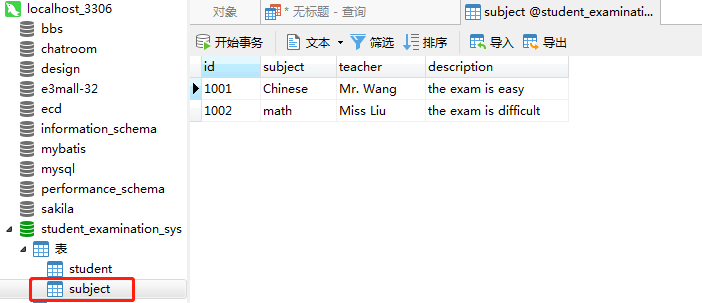 localhost_3306
bbs
chatroom
design
e3mall-32
ecd
information_schema
mybatis
mysql
performance_schema
sakila
student_examination_sys
表
student
subject
对象 * 无标题 - 查询 subject @student_examinati...
开始事务 文本 筛选 排序 导入 导出
id subject teacher description
1001 Chinese Mr. Wang the exam is easy
1002 math Miss Liu the exam is difficult